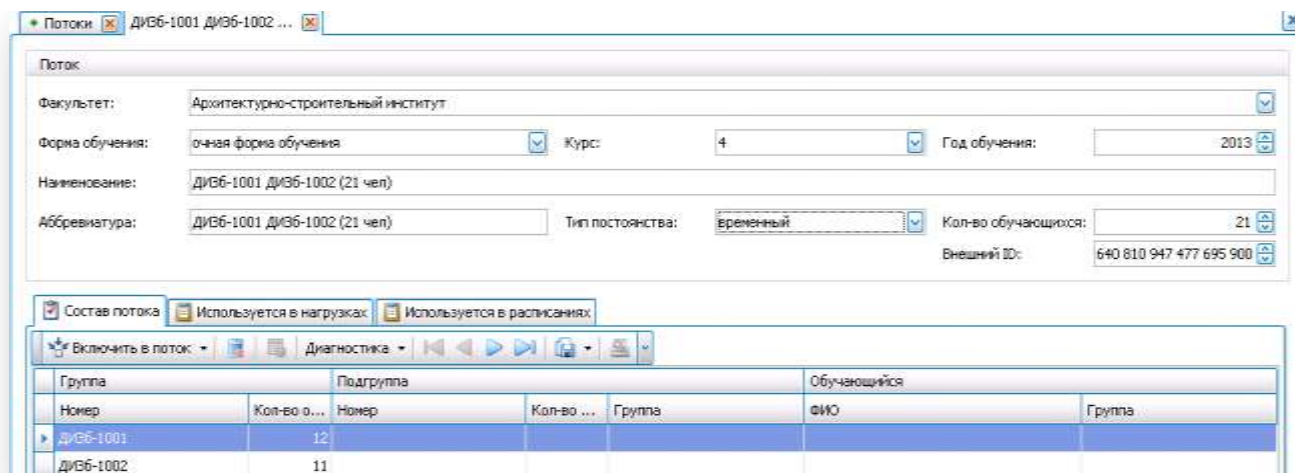 Потоки ДИЗб-1001 ДИЗб-1002 ...
Поток
Факультет: Архитектурно-строительный институт
Форма обучения: очная форма обучения Курс: 4 Год обучения: 2013
Наименование: ДИЗб-1001 ДИЗб-1002 (21 чел)
Аббревиатура: ДИЗб-1001 ДИЗб-1002 (21 чел) Тип постоянства: временный Кол-во обучающихся: 21
Внешний ID: 640 810 947 477 695 900
Состав потока Используется в нагрузках Используется в расписаниях
Включить в поток Диагностика
Группа Подгруппа Обучающийся
Номер Кол-во о... Номер Кол-во ... Группа ФИО Группа
ДИЗб-1001 12
ДИЗб-1002 11